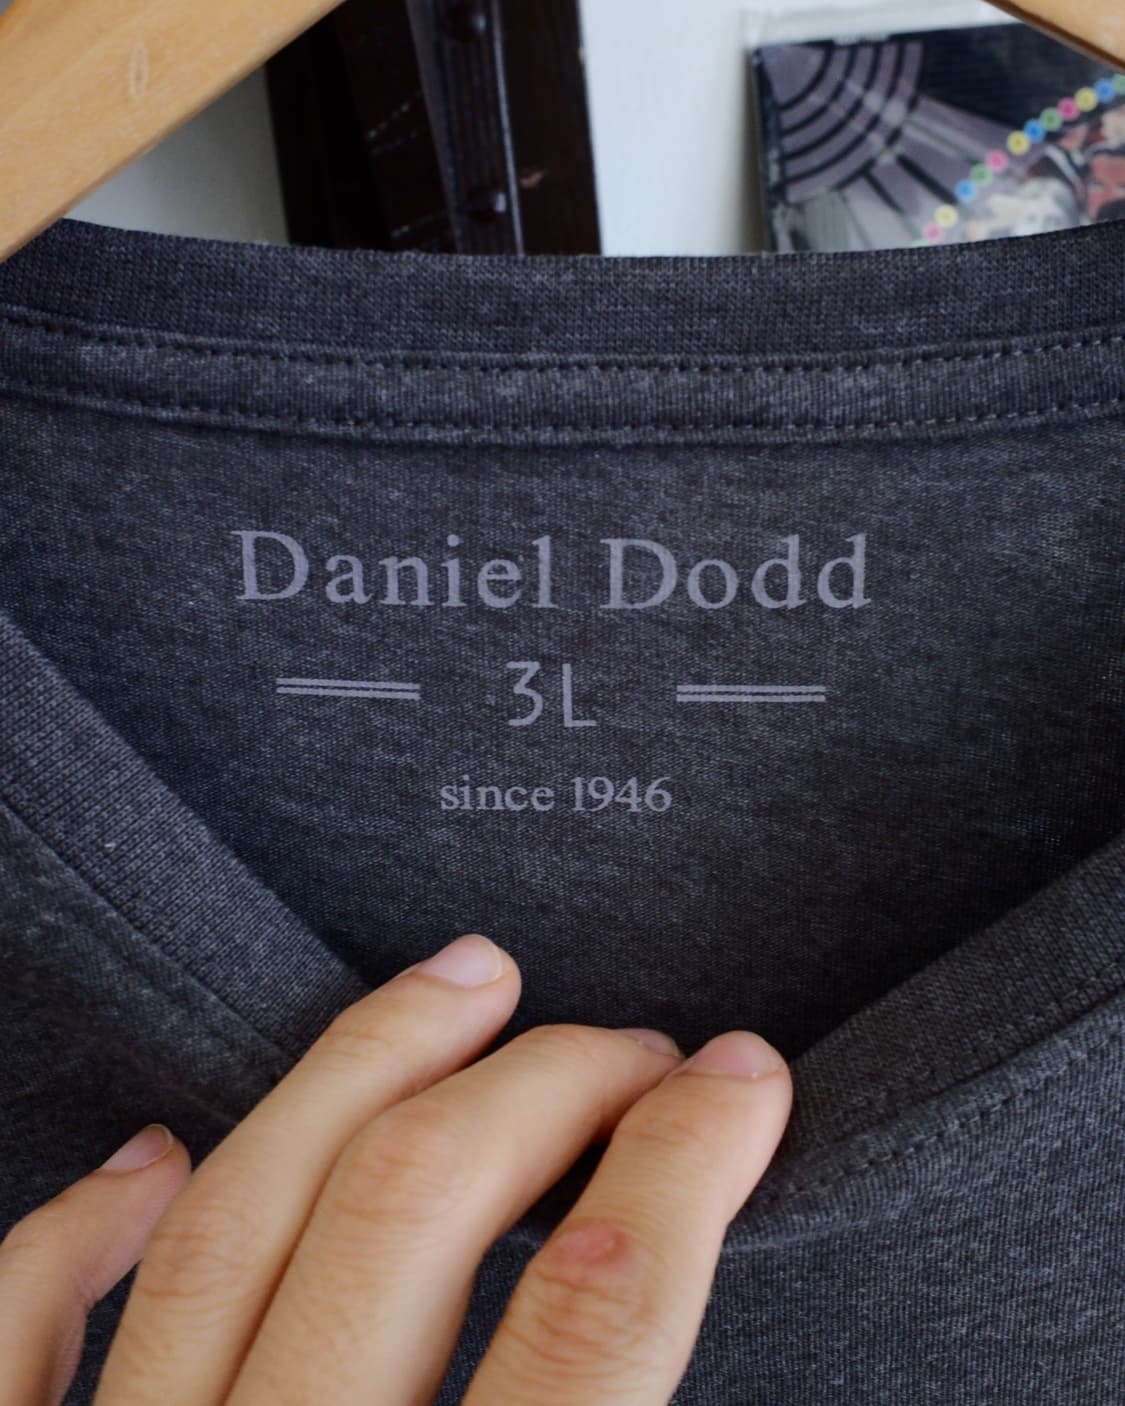 Daniel Dodd
3L
since 1946